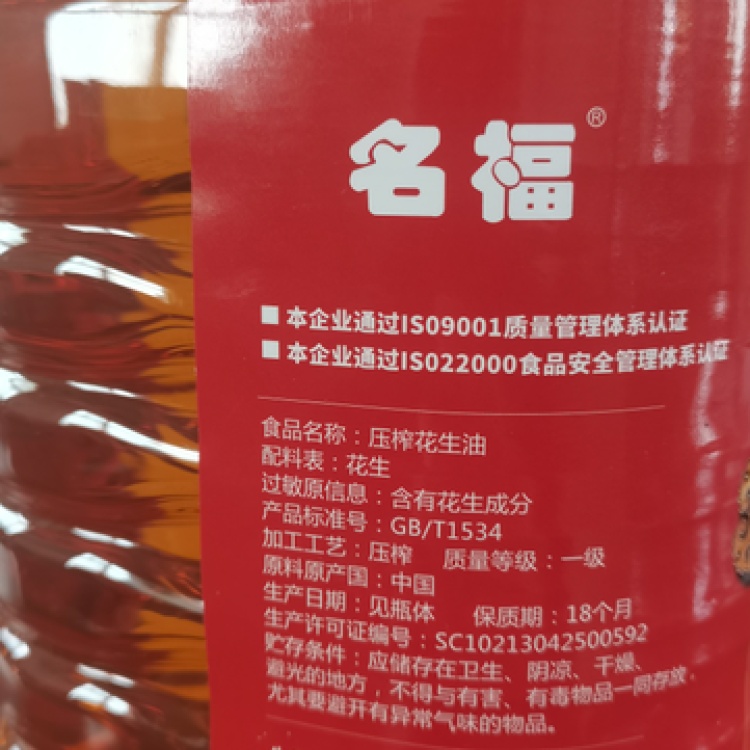 名福®
■本企业通过ISO9001质量管理体系认证
■本企业通过ISO22000食品安全管理体系认证
食品名称：压榨花生油
配料表：花生
过敏原信息：含有花生成分
产品标准号：GB/T1534
加工工艺：压榨 质量等级：一级
原料原产国：中国
生产日期：见瓶体 保质期：18个月
生产许可证编号：SC10213042500592
贮存条件：应储存在卫生、阴凉、干燥、
避光的地方，不得与有害、有毒物品一同存放，
尤其要避开有异常气味的物品。